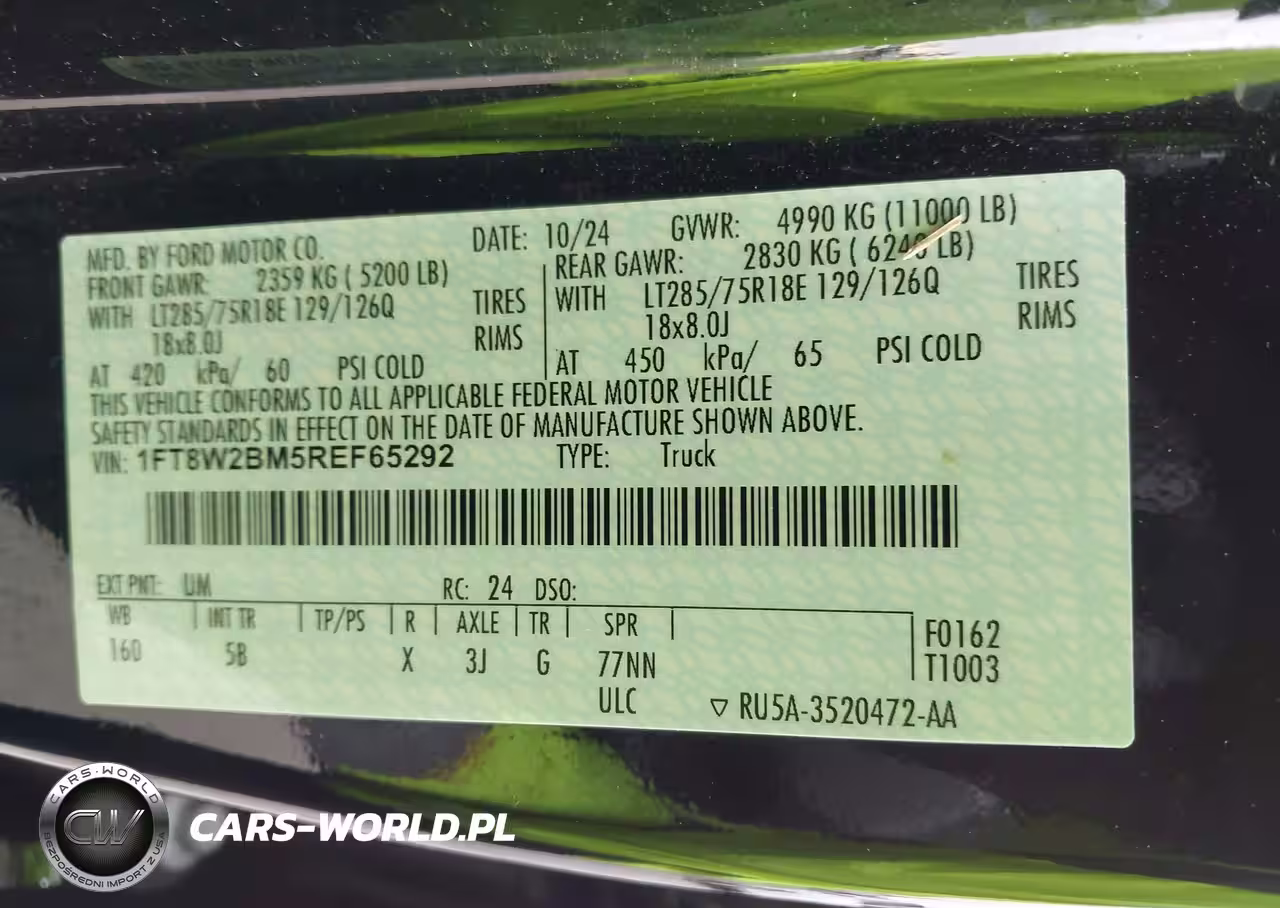 MFD. BY FORD MOTOR CO. DATE: 10/24 GVWR: 4990 KG (11000 LB)
FRONT GAWR: 2359 KG ( 5200 LB) REAR GAWR: 2830 KG ( 6240 LB)
WITH LT285/75R18E 129/126Q TIRES WITH LT285/75R18E 129/126Q TIRES
18x8.0J RIMS 18x8.0J RIMS
AT 420 kPa/ 60 PSI COLD AT 450 kPa/ 65 PSI COLD
THIS VEHICLE CONFORMS TO ALL APPLICABLE FEDERAL MOTOR VEHICLE
SAFETY STANDARDS IN EFFECT ON THE DATE OF MANUFACTURE SHOWN ABOVE.
VIN: 1FT8W2BM5REF65292 TYPE: Truck
EXT PNT: UM RC: 24 DSO:
WB INT TR TP/PS R AXLE TR SPR F0162
160 5B X 3J G 77NN T1003
ULC ▽ RU5A-3520472-AA
CARS-WORLD
CW
BEZPOŚREDNI IMPORT Z USA
CARS-WORLD.PL